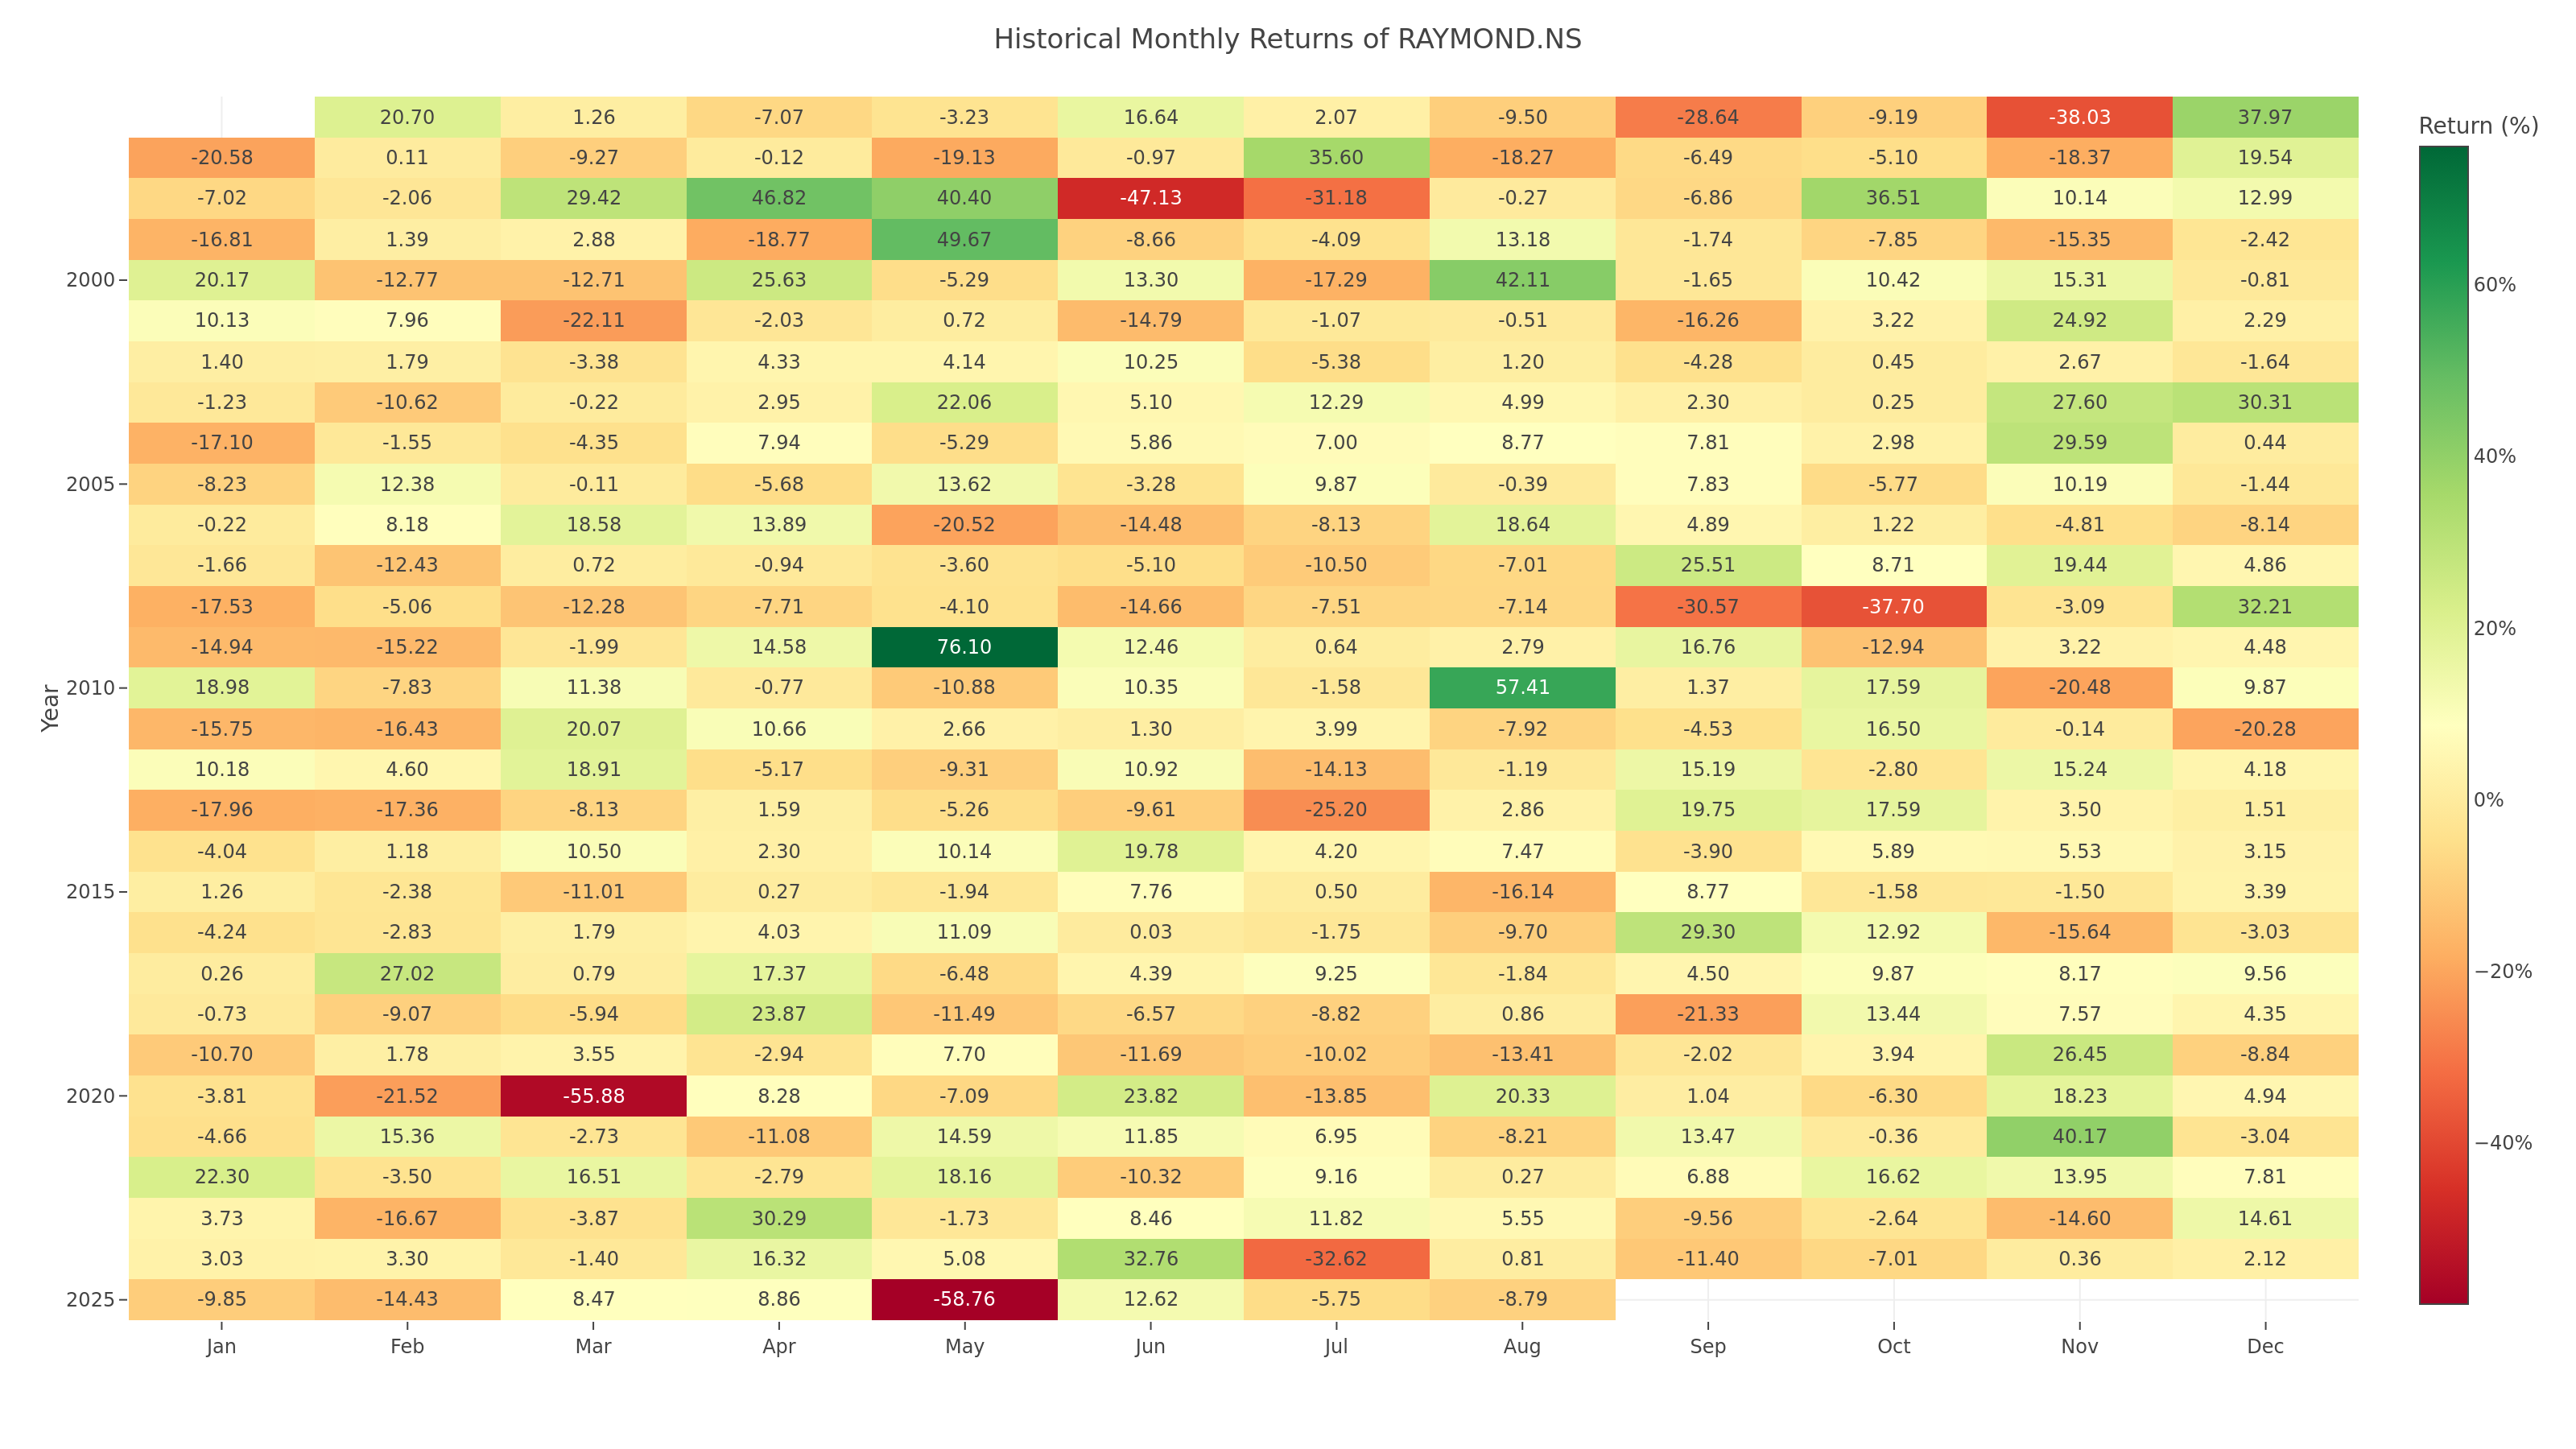 Historical Monthly Returns of RAYMOND.NS
Return (%)
20.70 1.26 -7.07 -3.23 16.64 2.07 -9.50 -28.64 -9.19 -38.03 37.97
-20.58 0.11 -9.27 -0.12 -19.13 -0.97 35.60 -18.27 -6.49 -5.10 -18.37 19.54
-7.02 -2.06 29.42 46.82 40.40 -47.13 -31.18 -0.27 -6.86 36.51 10.14 12.99
-16.81 1.39 2.88 -18.77 49.67 -8.66 -4.09 13.18 -1.74 -7.85 -15.35 -2.42
2000 20.17 -12.77 -12.71 25.63 -5.29 13.30 -17.29 42.11 -1.65 10.42 15.31 -0.81
60%
10.13 7.96 -22.11 -2.03 0.72 -14.79 -1.07 -0.51 -16.26 3.22 24.92 2.29
1.40 1.79 -3.38 4.33 4.14 10.25 -5.38 1.20 -4.28 0.45 2.67 -1.64
-1.23 -10.62 -0.22 2.95 22.06 5.10 12.29 4.99 2.30 0.25 27.60 30.31
-17.10 -1.55 -4.35 7.94 -5.29 5.86 7.00 8.77 7.81 2.98 29.59 0.44
40%
2005 -8.23 12.38 -0.11 -5.68 13.62 -3.28 9.87 -0.39 7.83 -5.77 10.19 -1.44
-0.22 8.18 18.58 13.89 -20.52 -14.48 -8.13 18.64 4.89 1.22 -4.81 -8.14
-1.66 -12.43 0.72 -0.94 -3.60 -5.10 -10.50 -7.01 25.51 8.71 19.44 4.86
-17.53 -5.06 -12.28 -7.71 -4.10 -14.66 -7.51 -7.14 -30.57 -37.70 -3.09 32.21
20%
-14.94 -15.22 -1.99 14.58 76.10 12.46 0.64 2.79 16.76 -12.94 3.22 4.48
2010 18.98 -7.83 11.38 -0.77 -10.88 10.35 -1.58 57.41 1.37 17.59 -20.48 9.87
Year
-15.75 -16.43 20.07 10.66 2.66 1.30 3.99 -7.92 -4.53 16.50 -0.14 -20.28
10.18 4.60 18.91 -5.17 -9.31 10.92 -14.13 -1.19 15.19 -2.80 15.24 4.18
0%
-17.96 -17.36 -8.13 1.59 -5.26 -9.61 -25.20 2.86 19.75 17.59 3.50 1.51
-4.04 1.18 10.50 2.30 10.14 19.78 4.20 7.47 -3.90 5.89 5.53 3.15
2015 1.26 -2.38 -11.01 0.27 -1.94 7.76 0.50 -16.14 8.77 -1.58 -1.50 3.39
-4.24 -2.83 1.79 4.03 11.09 0.03 -1.75 -9.70 29.30 12.92 -15.64 -3.03
0.26 27.02 0.79 17.37 -6.48 4.39 9.25 -1.84 4.50 9.87 8.17 9.56
−20%
-0.73 -9.07 -5.94 23.87 -11.49 -6.57 -8.82 0.86 -21.33 13.44 7.57 4.35
-10.70 1.78 3.55 -2.94 7.70 -11.69 -10.02 -13.41 -2.02 3.94 26.45 -8.84
2020 -3.81 -21.52 -55.88 8.28 -7.09 23.82 -13.85 20.33 1.04 -6.30 18.23 4.94
-4.66 15.36 -2.73 -11.08 14.59 11.85 6.95 -8.21 13.47 -0.36 40.17 -3.04
−40%
22.30 -3.50 16.51 -2.79 18.16 -10.32 9.16 0.27 6.88 16.62 13.95 7.81
3.73 -16.67 -3.87 30.29 -1.73 8.46 11.82 5.55 -9.56 -2.64 -14.60 14.61
3.03 3.30 -1.40 16.32 5.08 32.76 -32.62 0.81 -11.40 -7.01 0.36 2.12
2025 -9.85 -14.43 8.47 8.86 -58.76 12.62 -5.75 -8.79
Jan Feb Mar Apr May Jun Jul Aug Sep Oct Nov Dec